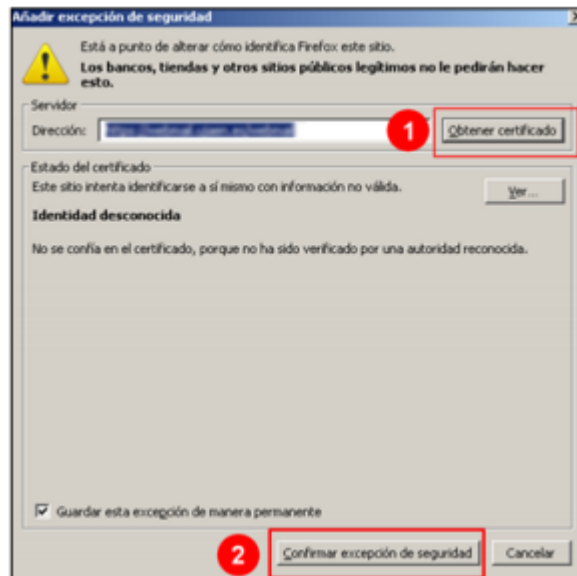 Añadir excepción de seguridad
Está a punto de alterar cómo identifica Firefox este sitio.
Los bancos, tiendas y otros sitios públicos legítimos no le pedirán hacer
esto.
Servidor
Dirección:
1
Obtener certificado
Estado del certificado
Este sitio intenta identificarse a sí mismo con información no válida.
Ver...
Identidad desconocida
No se confía en el certificado, porque no ha sido verificado por una autoridad reconocida.
Guardar esta excepción de manera permanente
2
Confirmar excepción de seguridad
Cancelar